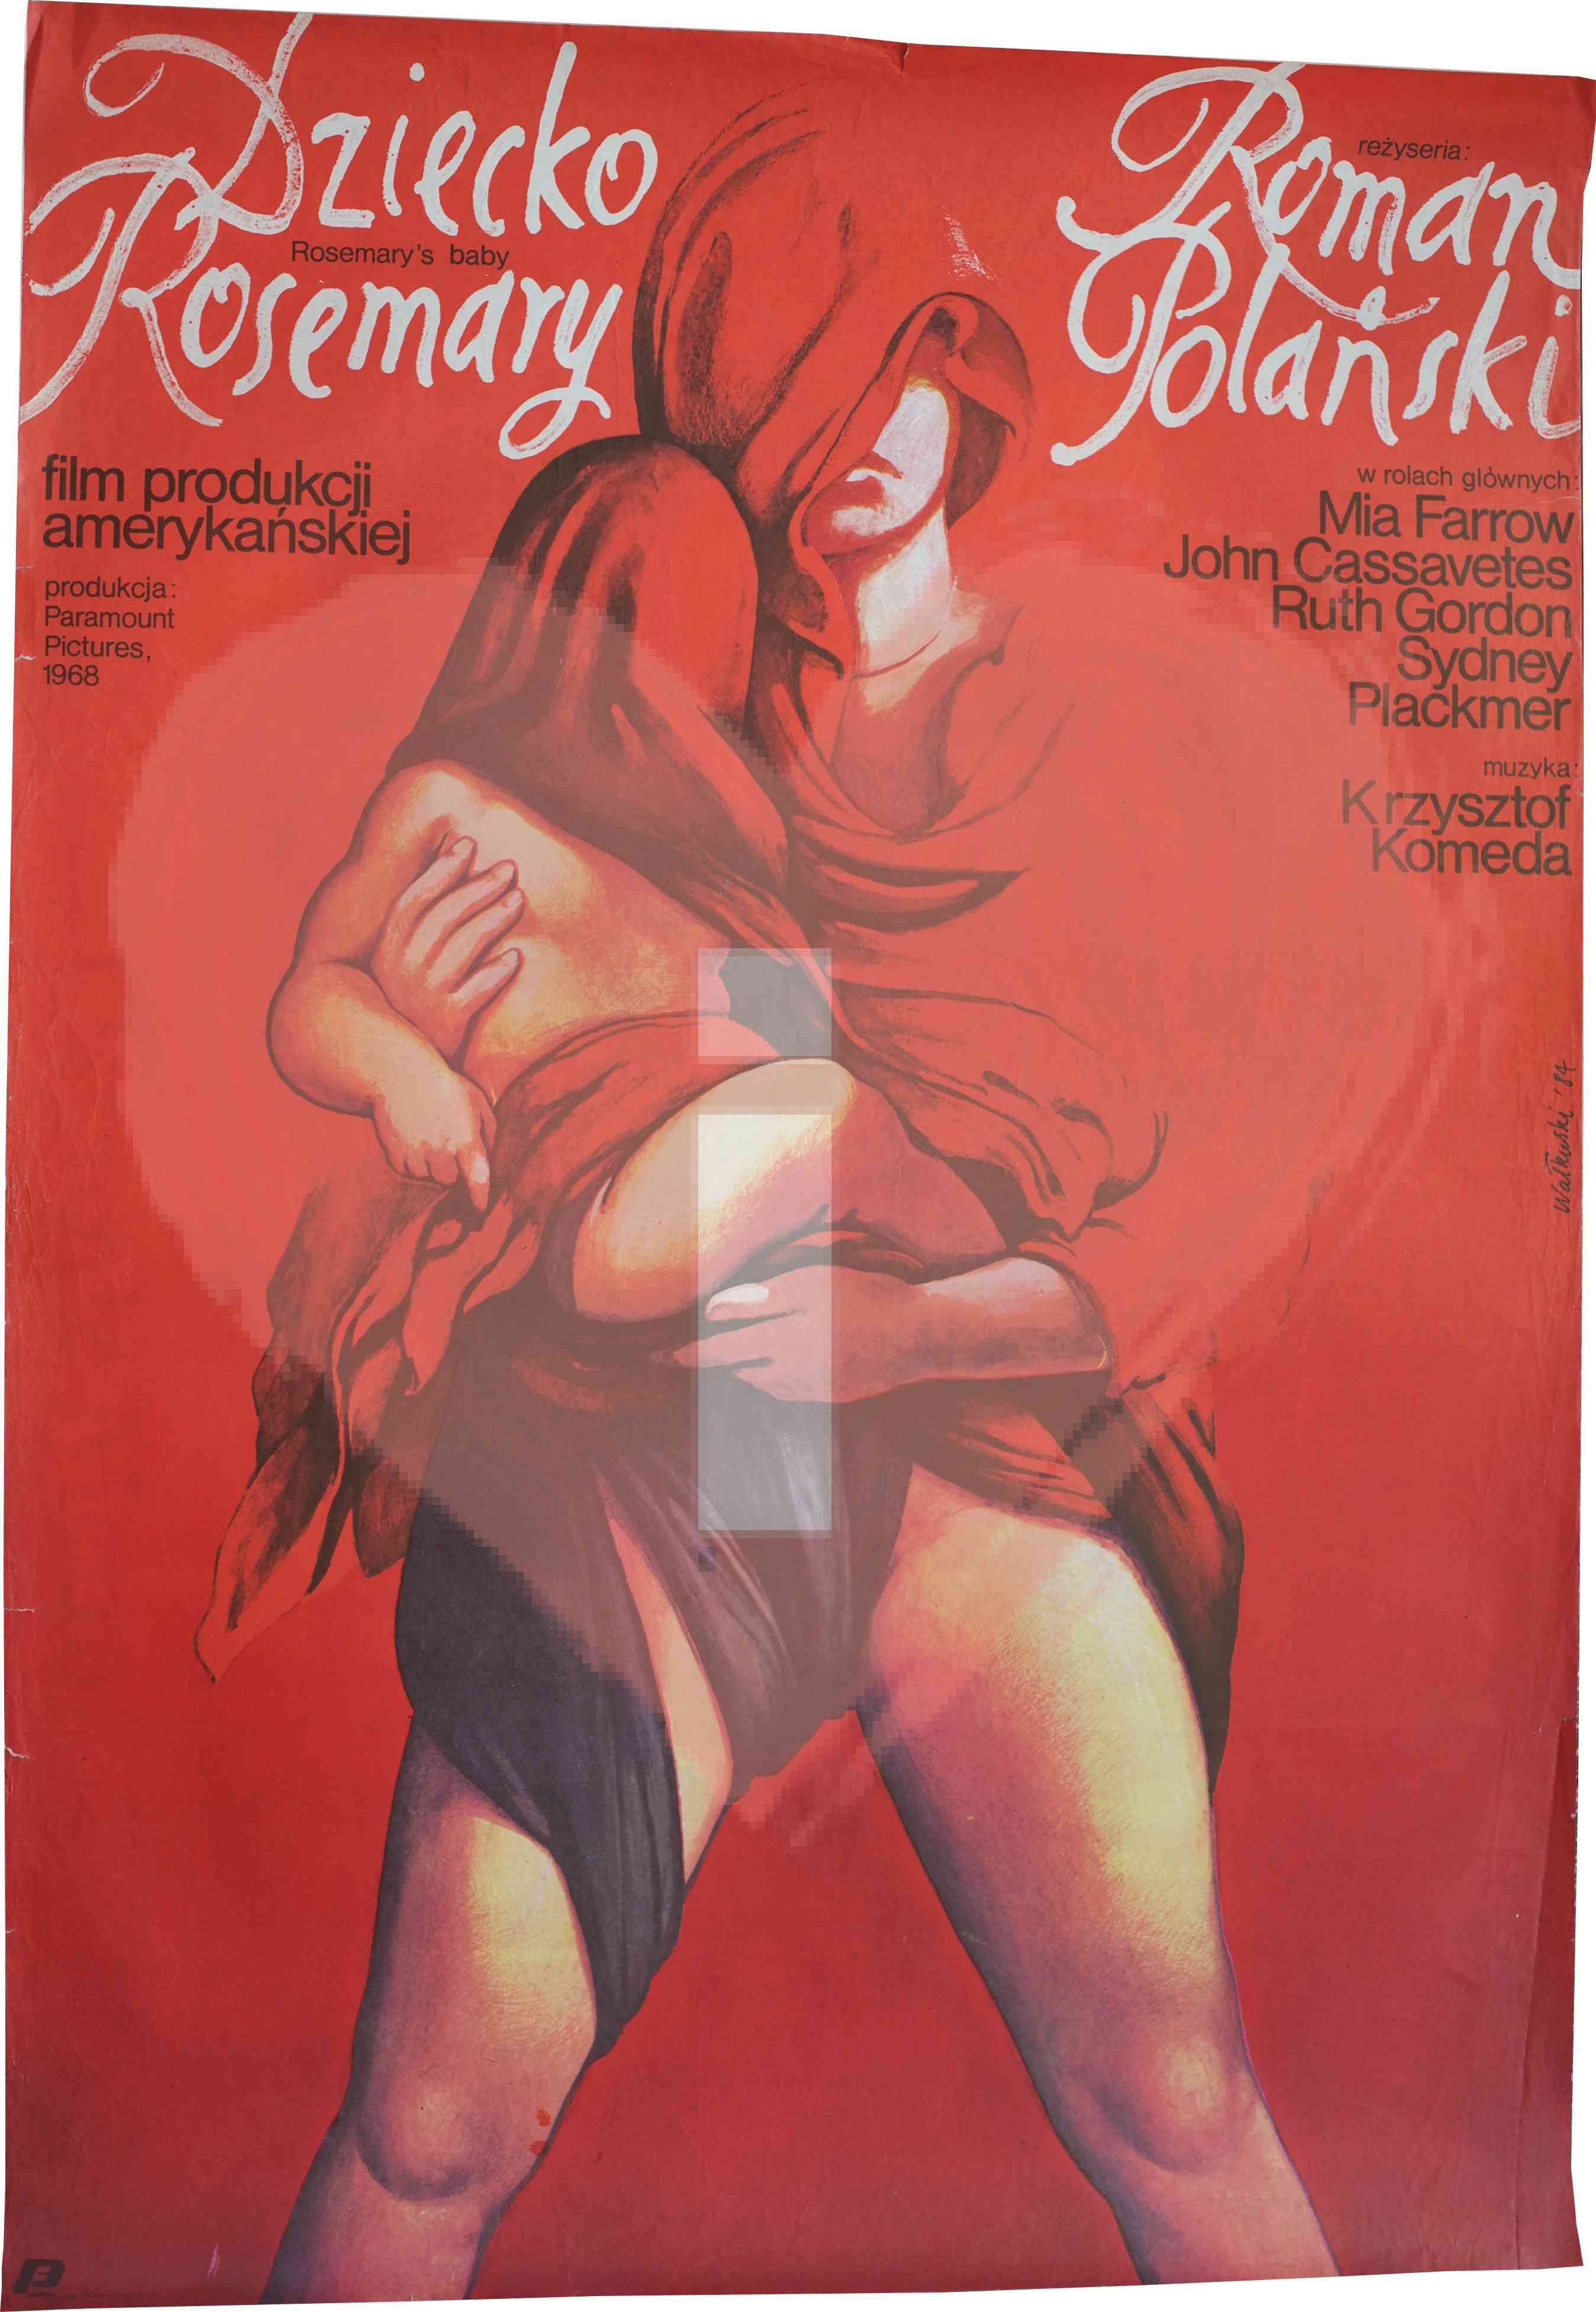 Dziecko
Rosemary's baby
Rosemary
film produkcji
amerykańskiej
produkcja:
Paramount
Pictures,
1968
reżyseria:
Roman
Polański
w rolach głównych:
Mia Farrow
John Cassavetes
Ruth Gordon
Sydney
Plackmer
muzyka:
Krzysztof
Komeda
Wałkuski '84
i